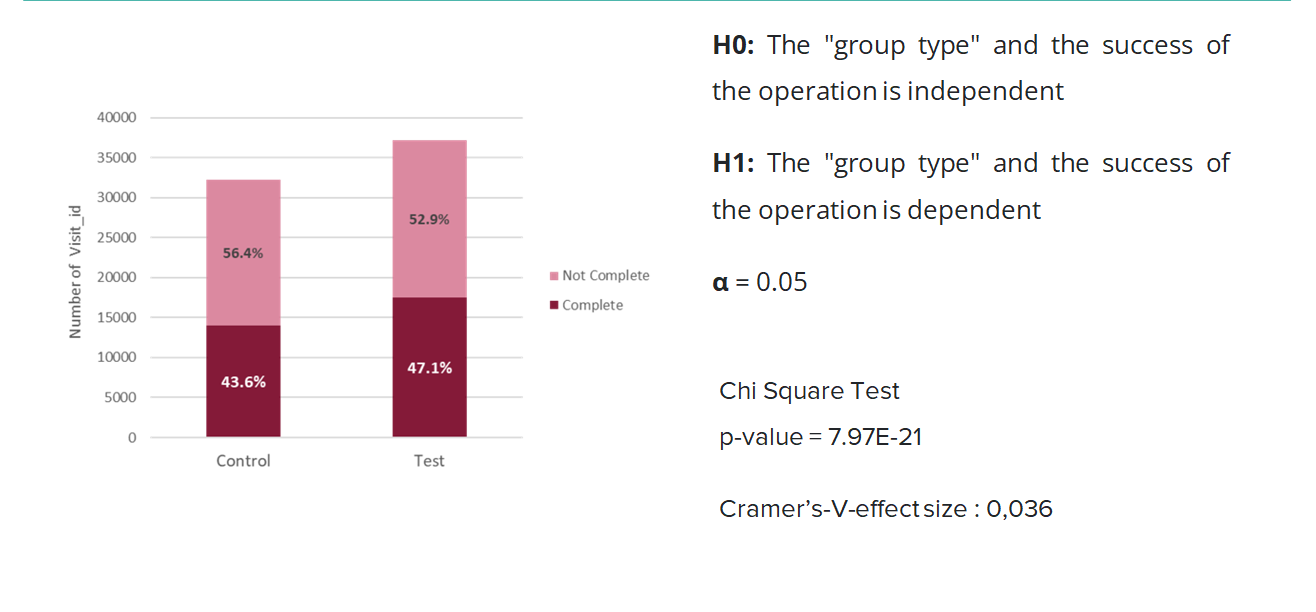 40000
35000
30000
25000
20000
15000
10000
5000
0
Number of Visit_id
56.4%
43.6%
52.9%
47.1%
Control
Test
Not Complete
Complete
H0: The "group type" and the success of
the operation is independent
H1: The "group type" and the success of
the operation is dependent
α = 0.05
Chi Square Test
p-value = 7.97E-21
Cramer’s-V-effect size : 0,036